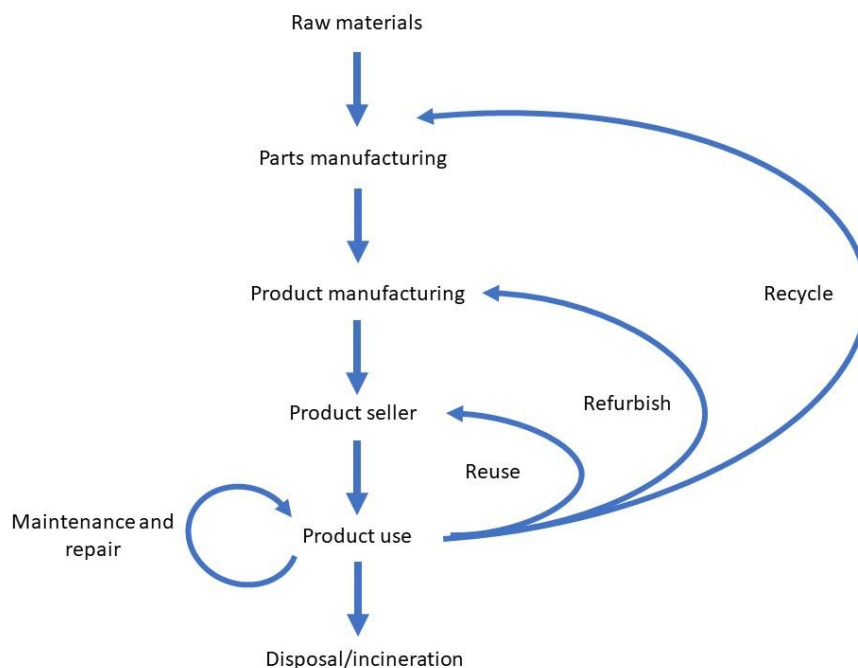 Raw materials
Parts manufacturing
Product manufacturing
Recycle
Refurbish
Product seller
Reuse
Maintenance and
repair
Product use
Disposal/incineration